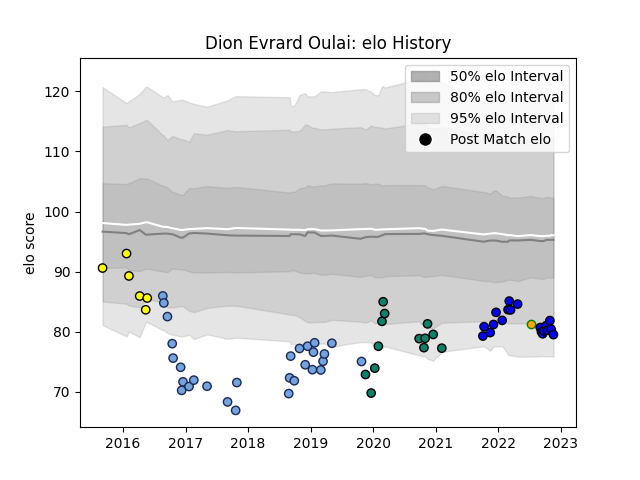 Dion Evrard Oulai: elo History
50% elo Interval
80% elo Interval
95% elo Interval
Post Match elo
elo score
120
110
100
90
80
70
2016 2017 2018 2019 2020 2021 2022 2023